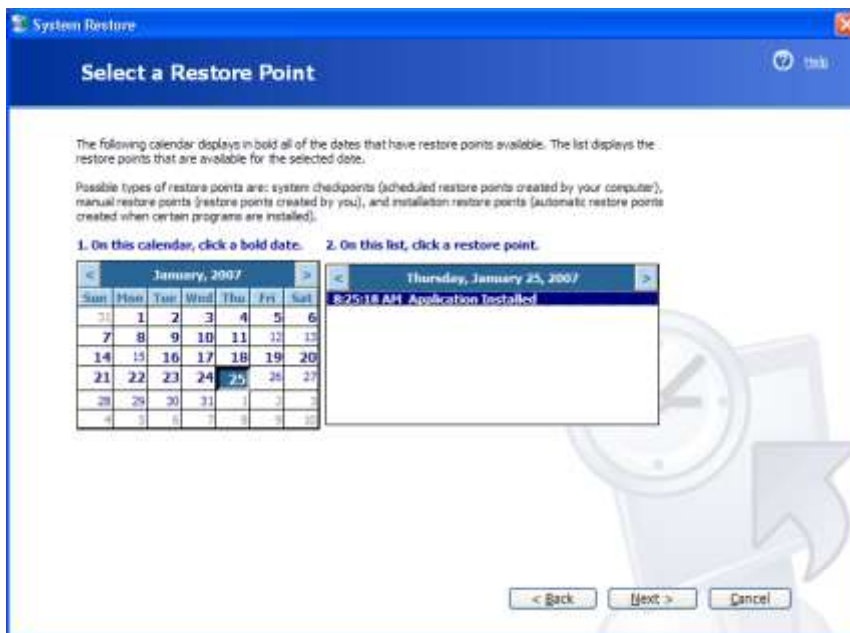 System Restore
Select a Restore Point
Help
The following calendar displays in bold all of the dates that have restore points available. The list displays the
restore points that are available for the selected date.
Possible types of restore points are: system checkpoints (scheduled restore points created by your computer),
manual restore points (restore points created by you), and installation restore points (automatic restore points
created when certain programs are installed).
1. On this calendar, click a bold date. 2. On this list, click a restore point.
< January, 2007 > < Thursday, January 25, 2007 >
Sun Mon Tue Wed Thu Fri Sat
8:25:18 AM Application Installed
31 1 2 3 4 5 6
7 8 9 10 11 12 13
14 15 16 17 18 19 20
21 22 23 24 25 26 27
28 29 30 31 1 2 3
4 5 6 7 8 9 10
< Back Next > Cancel